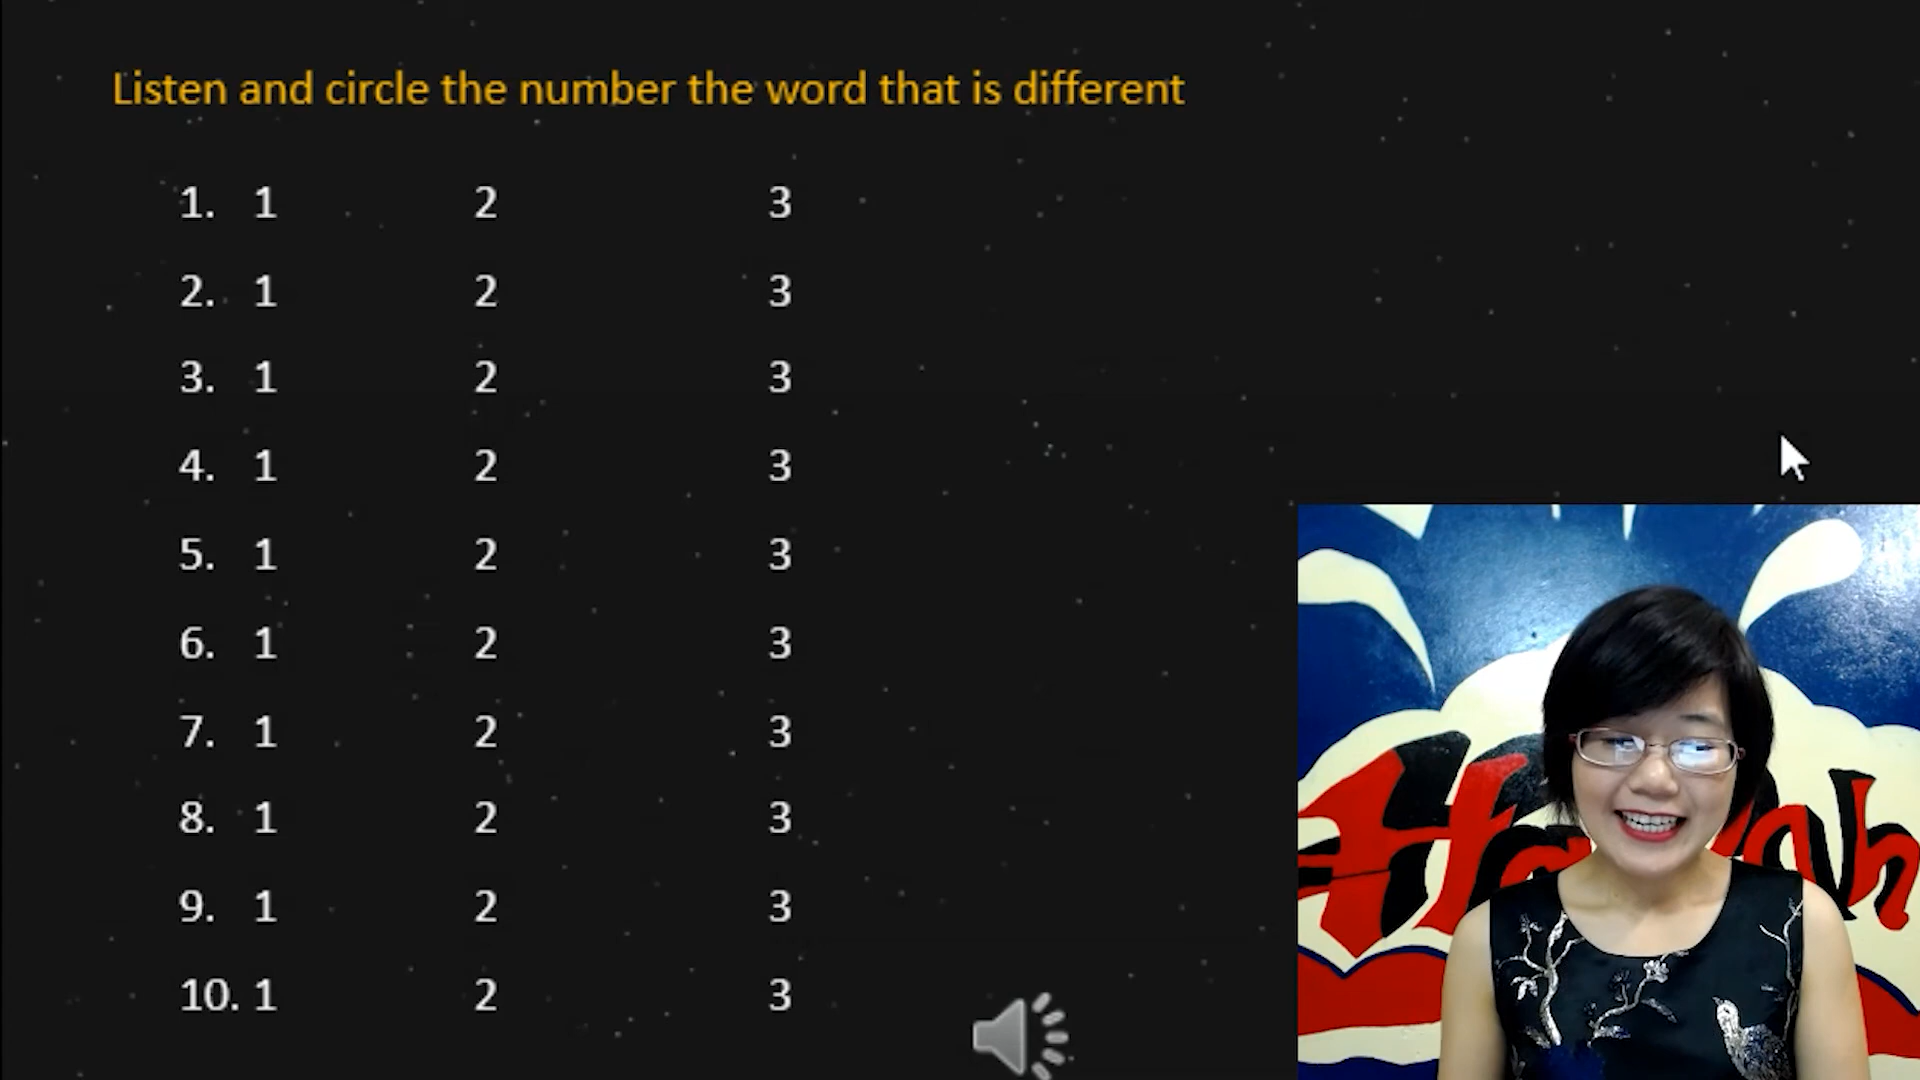 Listen and circle the number the word that is different
1. 1 2 3
2. 1 2 3
3. 1 2 3
4. 1 2 3
5. 1 2 3
6. 1 2 3
7. 1 2 3
8. 1 2 3
9. 1 2 3
10. 1 2 3